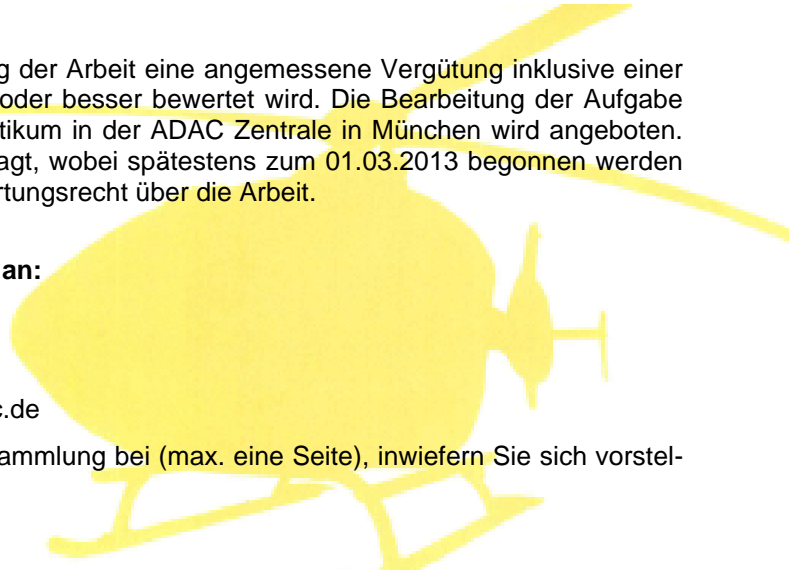 g der Arbeit eine angemessene Vergütung inklusive einer
oder besser bewertet wird. Die Bearbeitung der Aufgabe
tikum in der ADAC Zentrale in München wird angeboten.
agt, wobei spätestens zum 01.03.2013 begonnen werden
rtungsrecht über die Arbeit.
an:
c.de
ammlung bei (max. eine Seite), inwiefern Sie sich vorstel-